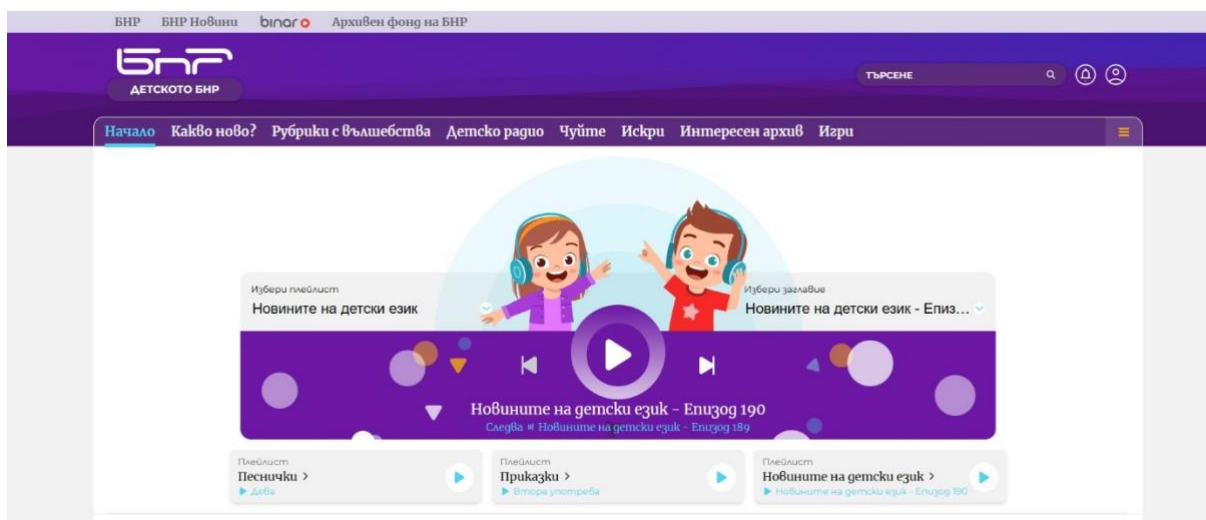 БНР БНР Новини binar Архивен фонд на БНР
БНР
ДЕТСКОТО БНР
ТЪРСЕНЕ
Начало Какво ново? Рубрики с вълшебства Детско радио Чуйте Искри Интересен архив Игри
Избери плейлист
Новините на детски език
Избери заглавие
Новините на детски език - Епиз...
Новините на детски език – Епизод 190
Следва Новините на детски език – Епизод 189
Плейлист
Песнички >
Дева
Плейлист
Приказки >
Втора употреба
Плейлист
Новините на детски език >
Новините на детски език - Епизод 190